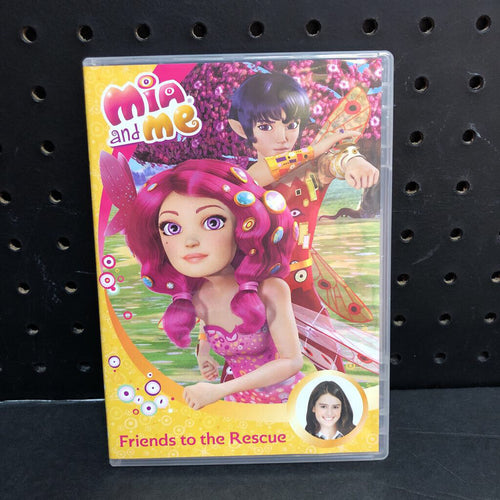 mia
and me
Friends to the Rescue